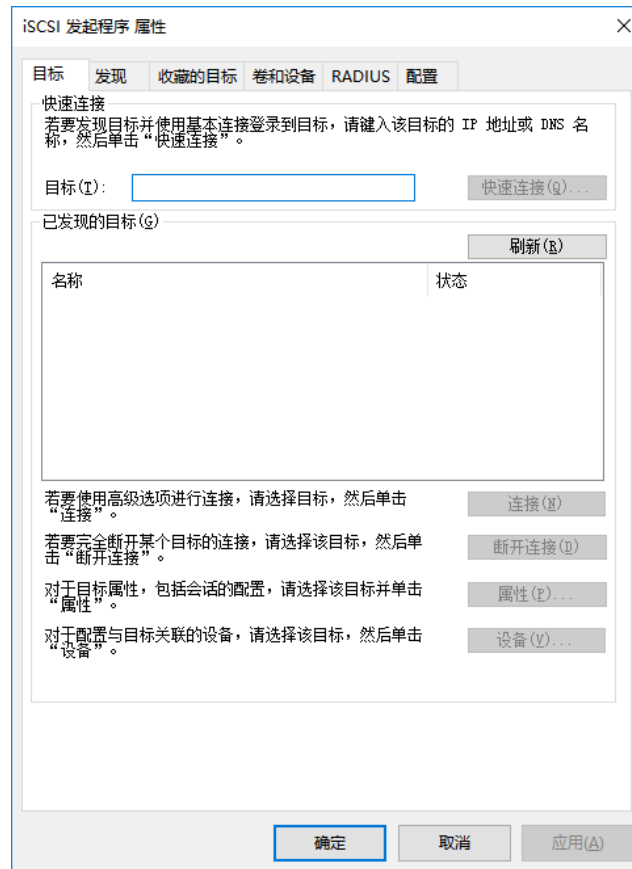 iSCSI 发起程序 属性
目标 发现 收藏的目标 卷和设备 RADIUS 配置
快速连接
若要发现目标并使用基本连接登录到目标，请键入该目标的 IP 地址或 DNS 名
称，然后单击“快速连接”。
目标(T): 快速连接(Q)...
已发现的目标(G)
刷新(R)
名称 状态
若要使用高级选项进行连接，请选择目标，然后单击
“连接”。
连接(N)
若要完全断开某个目标的连接，请选择该目标，然后单
击“断开连接”。
断开连接(D)
对于目标属性，包括会话的配置，请选择该目标并单击
“属性”。
属性(P)...
对于配置与目标关联的设备，请选择该目标，然后单击
“设备”。
设备(V)...
确定 取消 应用(A)